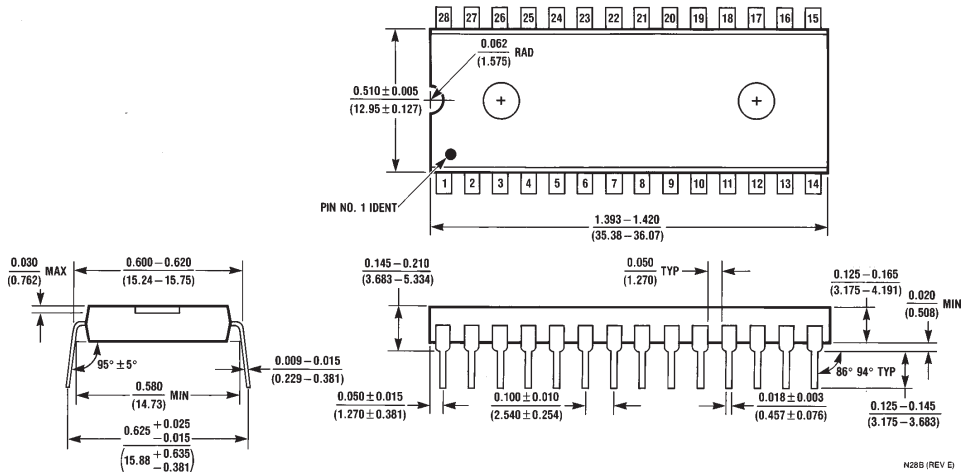 28 27 26 25 24 23 22 21 20 19 18 17 16 15
0.062
(1.575)
RAD
0.510 ± 0.005
(12.95 ± 0.127)
PIN NO. 1 IDENT
1 2 3 4 5 6 7 8 9 10 11 12 13 14
1.393 – 1.420
(35.38 – 36.07)
0.030
(0.762)
MAX
0.600 – 0.620
(15.24 – 15.75)
95° ± 5°
0.580
(14.73)
MIN
0.009 – 0.015
(0.229 – 0.381)
0.625 +0.025 −0.015
(15.88 +0.635 −0.381)
0.145 – 0.210
(3.683 – 5.334)
0.050
(1.270)
TYP
0.125 – 0.165
(3.175 – 4.191)
0.020
(0.508)
MIN
0.050 ± 0.015
(1.270 ± 0.381)
0.100 ± 0.010
(2.540 ± 0.254)
0.018 ± 0.003
(0.457 ± 0.076)
86° 94° TYP
0.125 – 0.145
(3.175 – 3.683)
N28B (REV E)